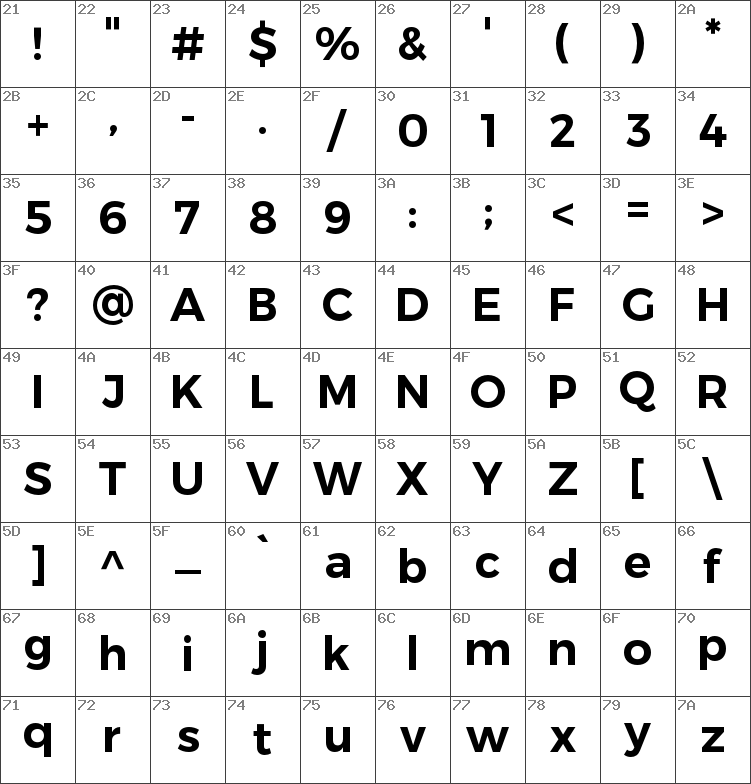 21 22 23 24 25 26 27 28 29 2A
! " # $ % & ' ( ) *
2B 2C 2D 2E 2F 30 31 32 33 34
+ , - . / 0 1 2 3 4
35 36 37 38 39 3A 3B 3C 3D 3E
5 6 7 8 9 : ; < = >
3F 40 41 42 43 44 45 46 47 48
? @ A B C D E F G H
49 4A 4B 4C 4D 4E 4F 50 51 52
I J K L M N O P Q R
53 54 55 56 57 58 59 5A 5B 5C
S T U V W X Y Z [ \
5D 5E 5F 60 61 62 63 64 65 66
] ^ _ ` a b c d e f
67 68 69 6A 6B 6C 6D 6E 6F 70
g h i j k l m n o p
71 72 73 74 75 76 77 78 79 7A
q r s t u v w x y z